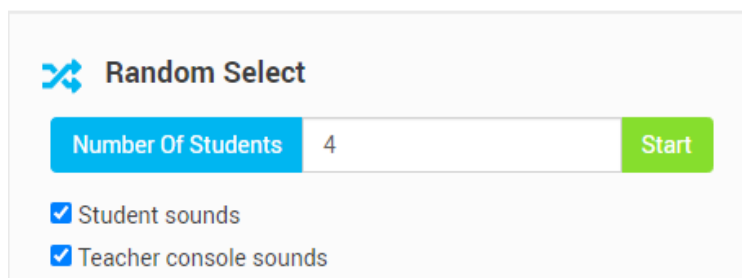 Random Select
Number Of Students 4 Start
Student sounds
Teacher console sounds